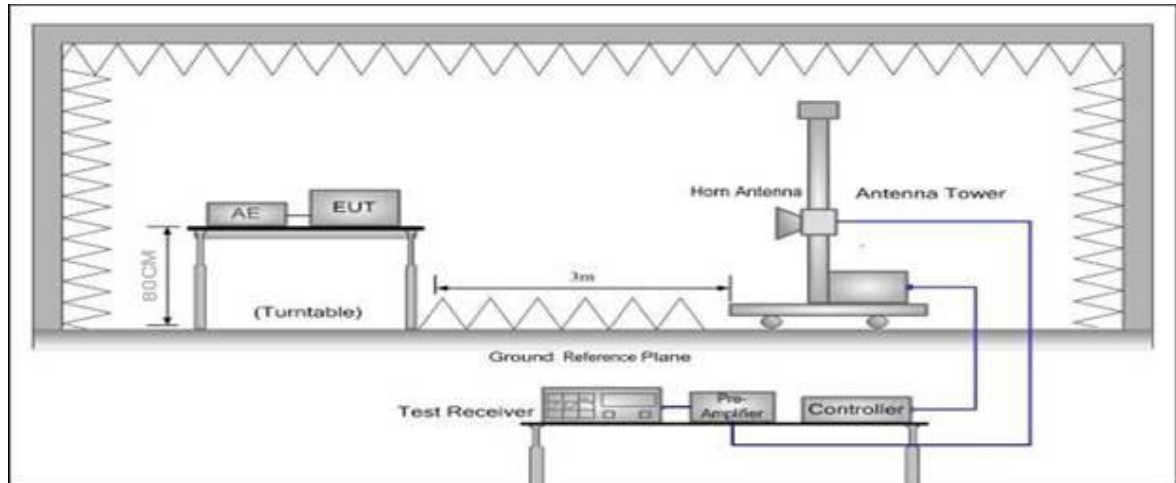 Horn Antenna
Antenna Tower
AE
EUT
80CM
3m
(Turntable)
Ground Reference Plane
Test Receiver
Pre-
Amplifier
Controller